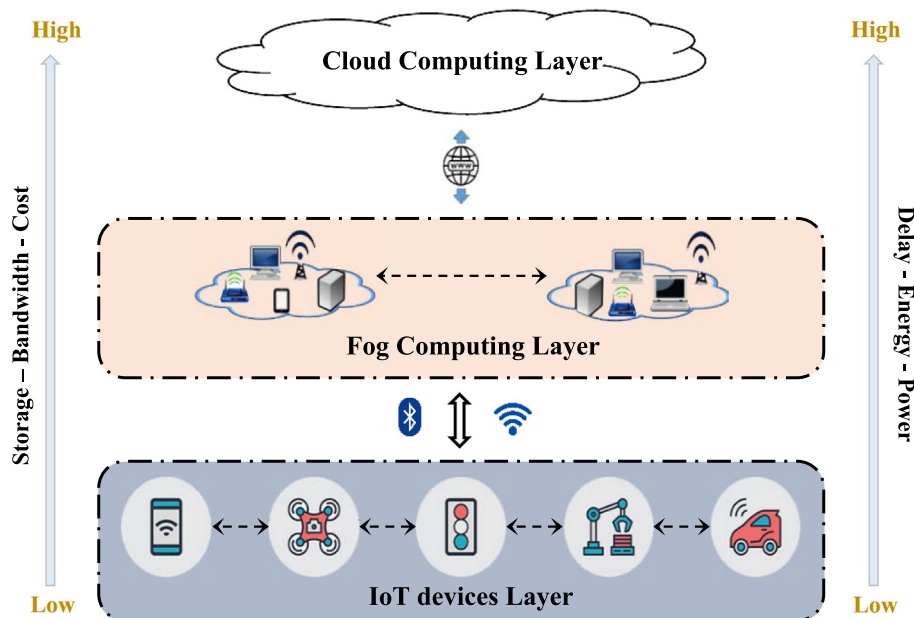 High
High
Cloud Computing Layer
WWW
Storage – Bandwidth - Cost
Delay - Energy - Power
Fog Computing Layer
IoT devices Layer
Low
Low